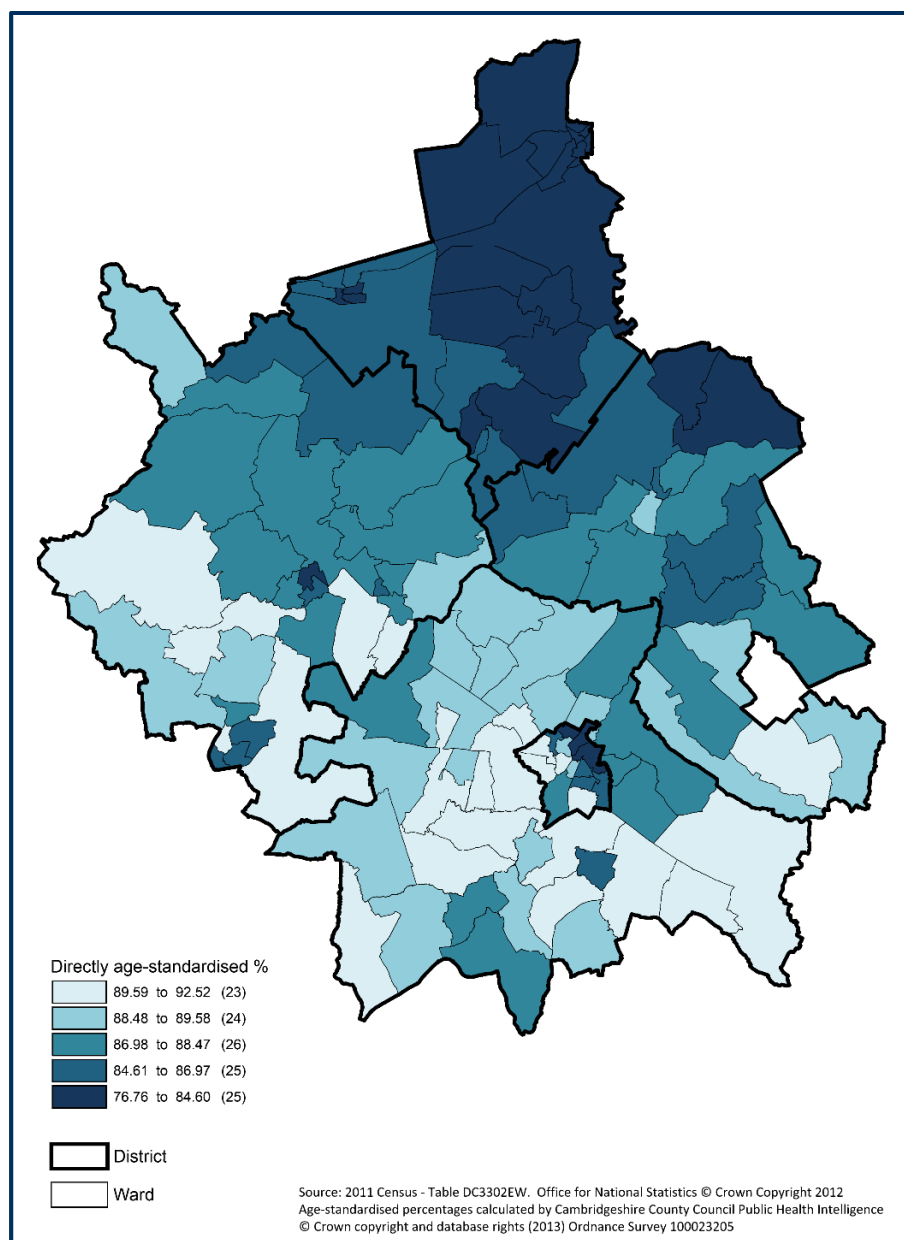 Directly age-standardised %
89.59 to 92.52 (23)
88.48 to 89.58 (24)
86.98 to 88.47 (26)
84.61 to 86.97 (25)
76.76 to 84.60 (25)
District
Ward
Source: 2011 Census - Table DC3302EW. Office for National Statistics © Crown Copyright 2012
Age-standardised percentages calculated by Cambridgeshire County Council Public Health Intelligence
© Crown copyright and database rights (2013) Ordnance Survey 100023205